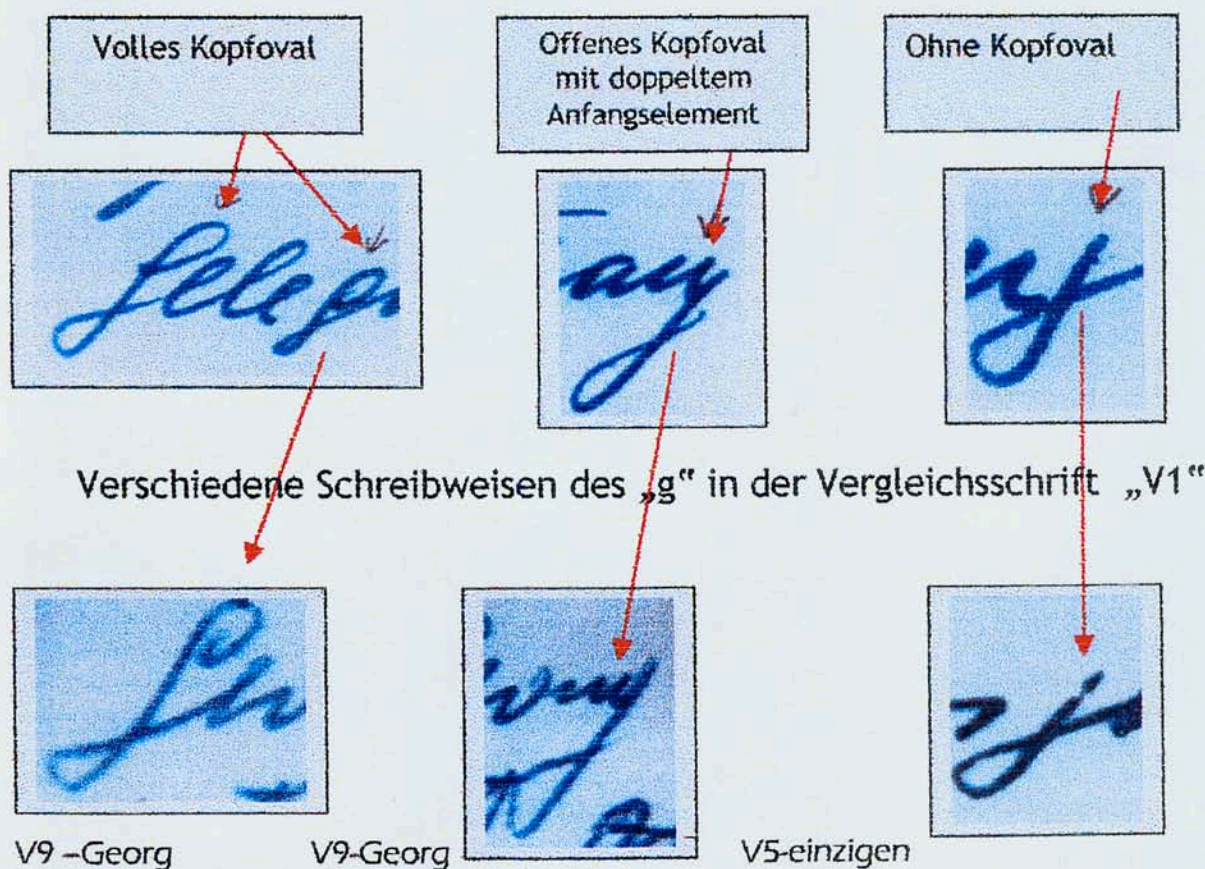 Volles Kopfoval
Offenes Kopfoval
mit doppeltem
Anfangselement
Ohne Kopfoval
Verschiedene Schreibweisen des „g“ in der Vergleichsschrift „V1“
V9 –Georg
V9-Georg
V5-einzigen